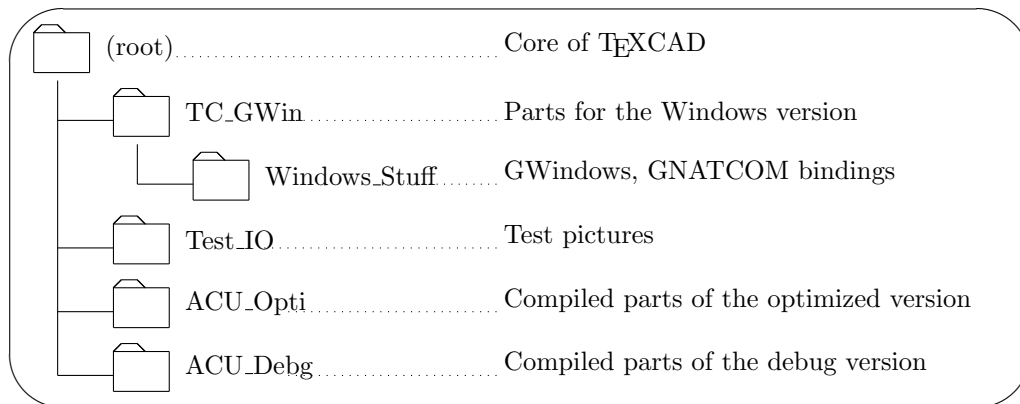 (root) Core of TEXCAD
TC_GWin Parts for the Windows version
Windows_Stuff GWindows, GNATCOM bindings
Test_IO Test pictures
ACU_Opti Compiled parts of the optimized version
ACU_Debg Compiled parts of the debug version